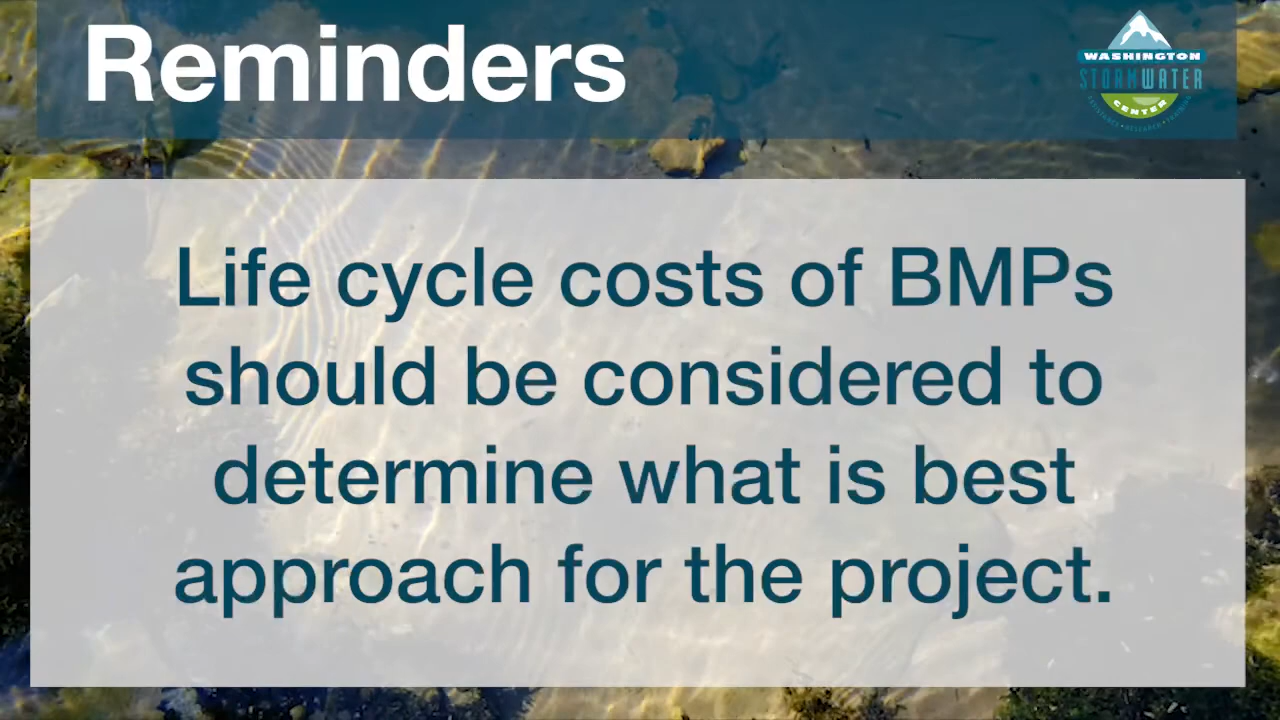 Reminders
WASHINGTON
STORMWATER
CENTER
Life cycle costs of BMPs
should be considered to
determine what is best
approach for the project.